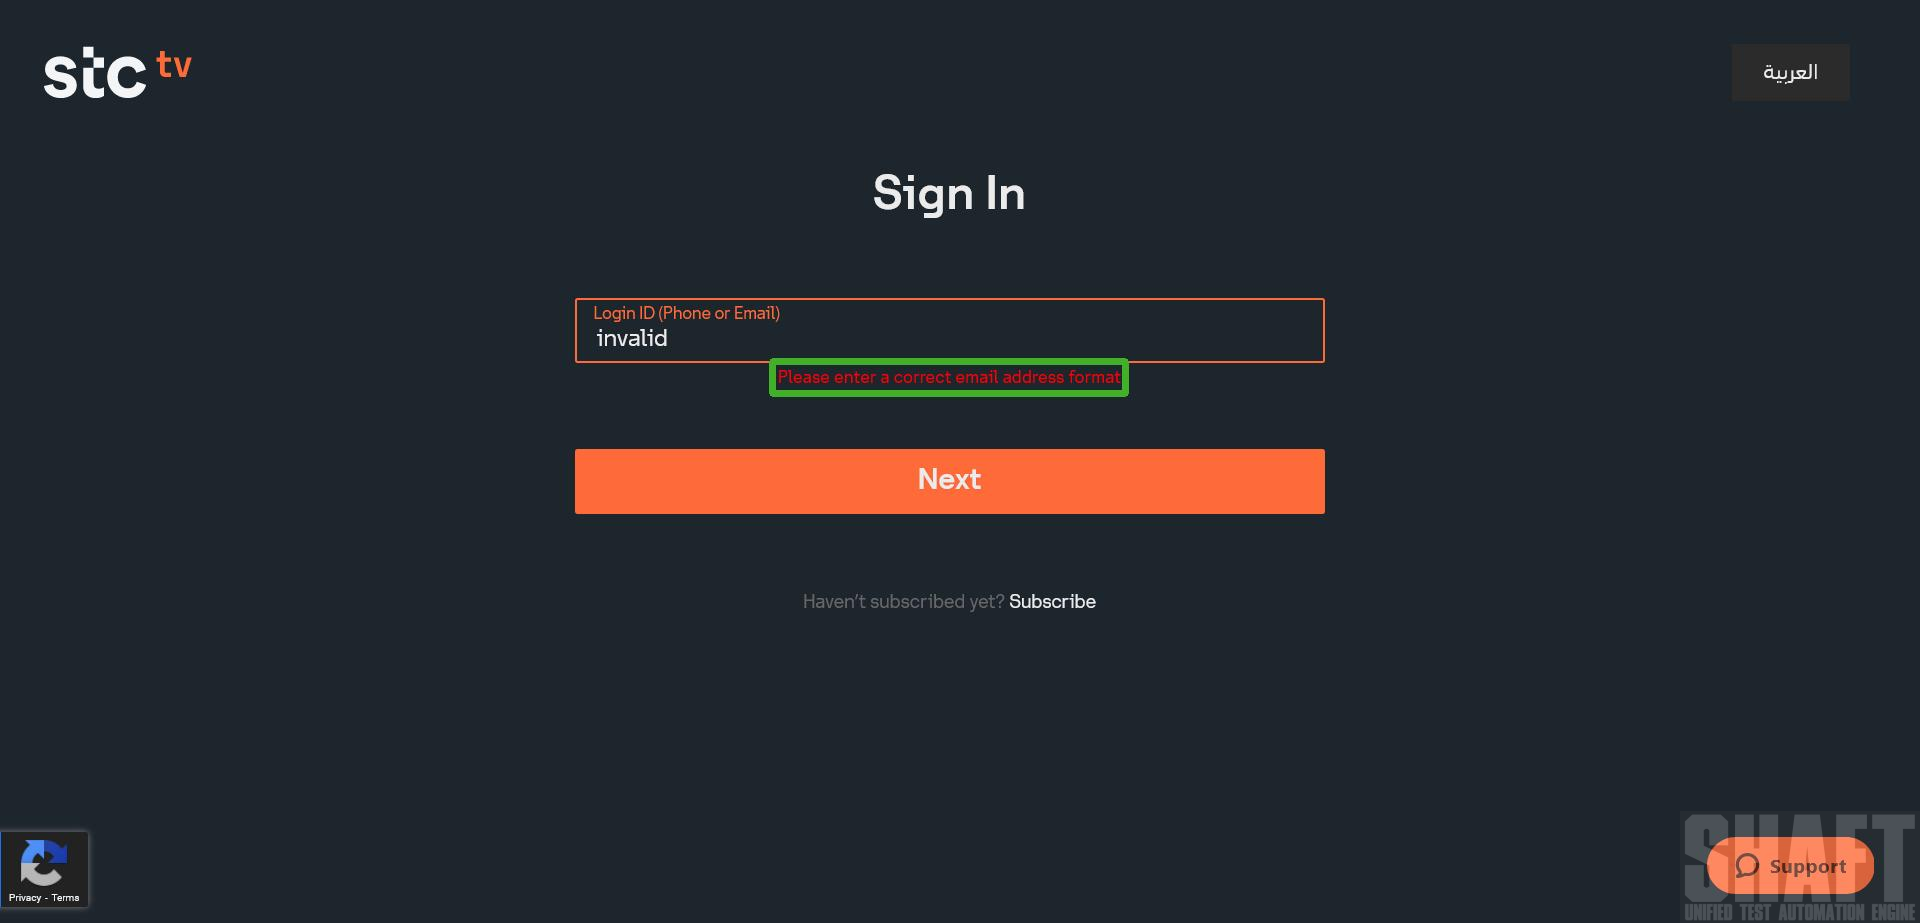 stc tv
العربية
Sign In
Login ID (Phone or Email)
invalid
Please enter a correct email address format
Next
Haven't subscribed yet? Subscribe
Privacy - Terms
SHAFT
Support
UNIFIED TEST AUTOMATION ENGINE